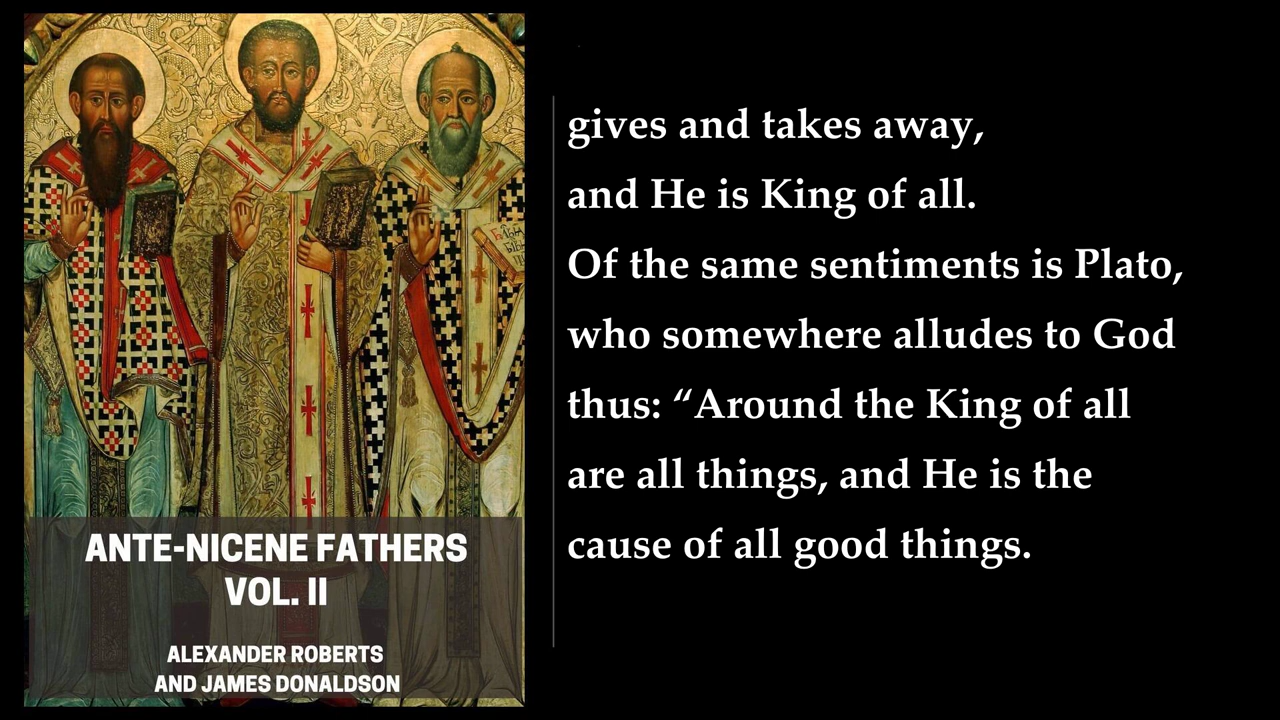 gives and takes away,
and He is King of all.
Of the same sentiments is Plato,
who somewhere alludes to God
thus: “Around the King of all
are all things, and He is the
cause of all good things.
ANTE-NICENE FATHERS
VOL. II
ALEXANDER ROBERTS
AND JAMES DONALDSON